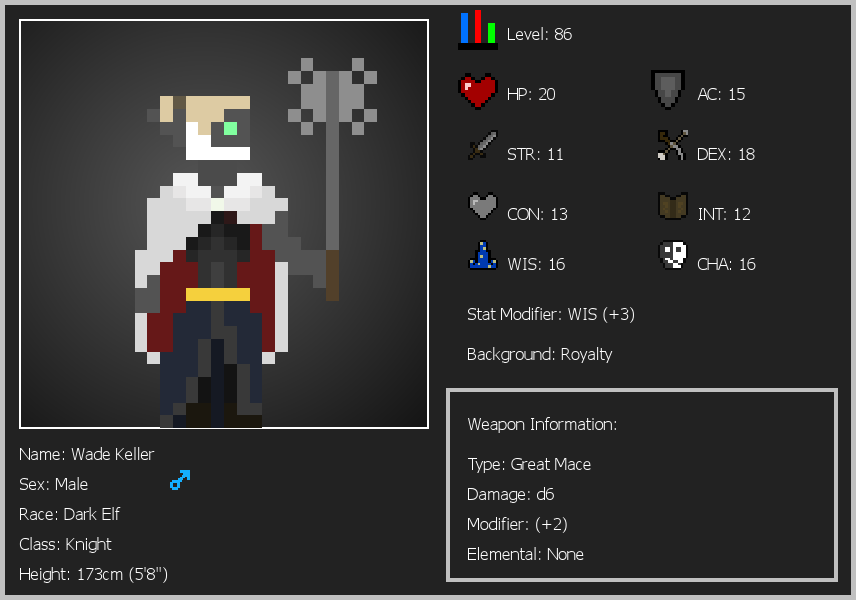 Level: 86
HP: 20
AC: 15
STR: 11
DEX: 18
CON: 13
INT: 12
WIS: 16
CHA: 16
Stat Modifier: WIS (+3)
Background: Royalty
Weapon Information:
Type: Great Mace
Damage: d6
Modifier: (+2)
Elemental: None
Name: Wade Keller
Sex: Male
Race: Dark Elf
Class: Knight
Height: 173cm (5'8")